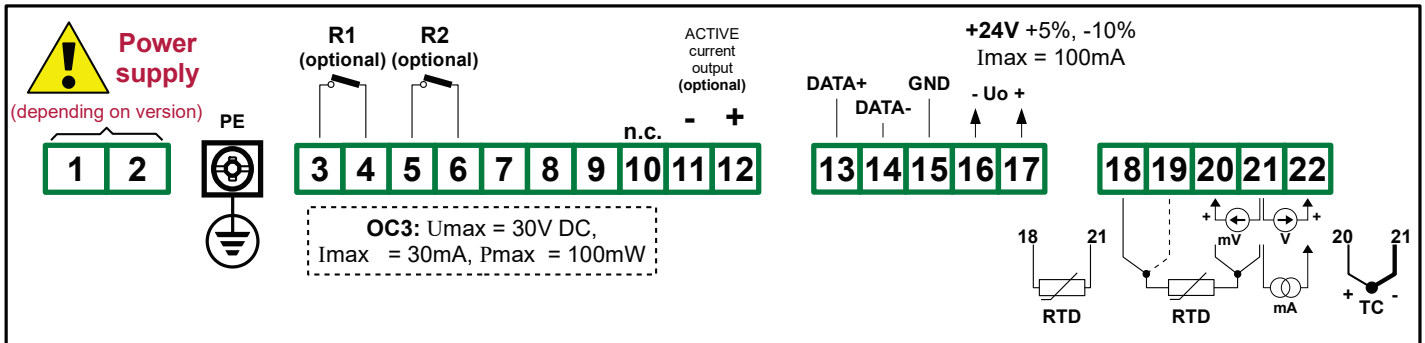 Power
supply
(depending on version)
PE
R1
(optional)
R2
(optional)
ACTIVE
current
output
(optional)
- +
n.c.
DATA+
DATA-
GND
+24V +5%, -10%
Imax = 100mA
- Uo +
1 2
3 4 5 6 7 8 9 10 11 12
13 14 15 16 17
18 19 20 21 22
OC3: Umax = 30V DC,
Imax = 30mA, Pmax = 100mW
18 21
RTD
RTD
+ mV
V +
mA
20 21
+ TC -